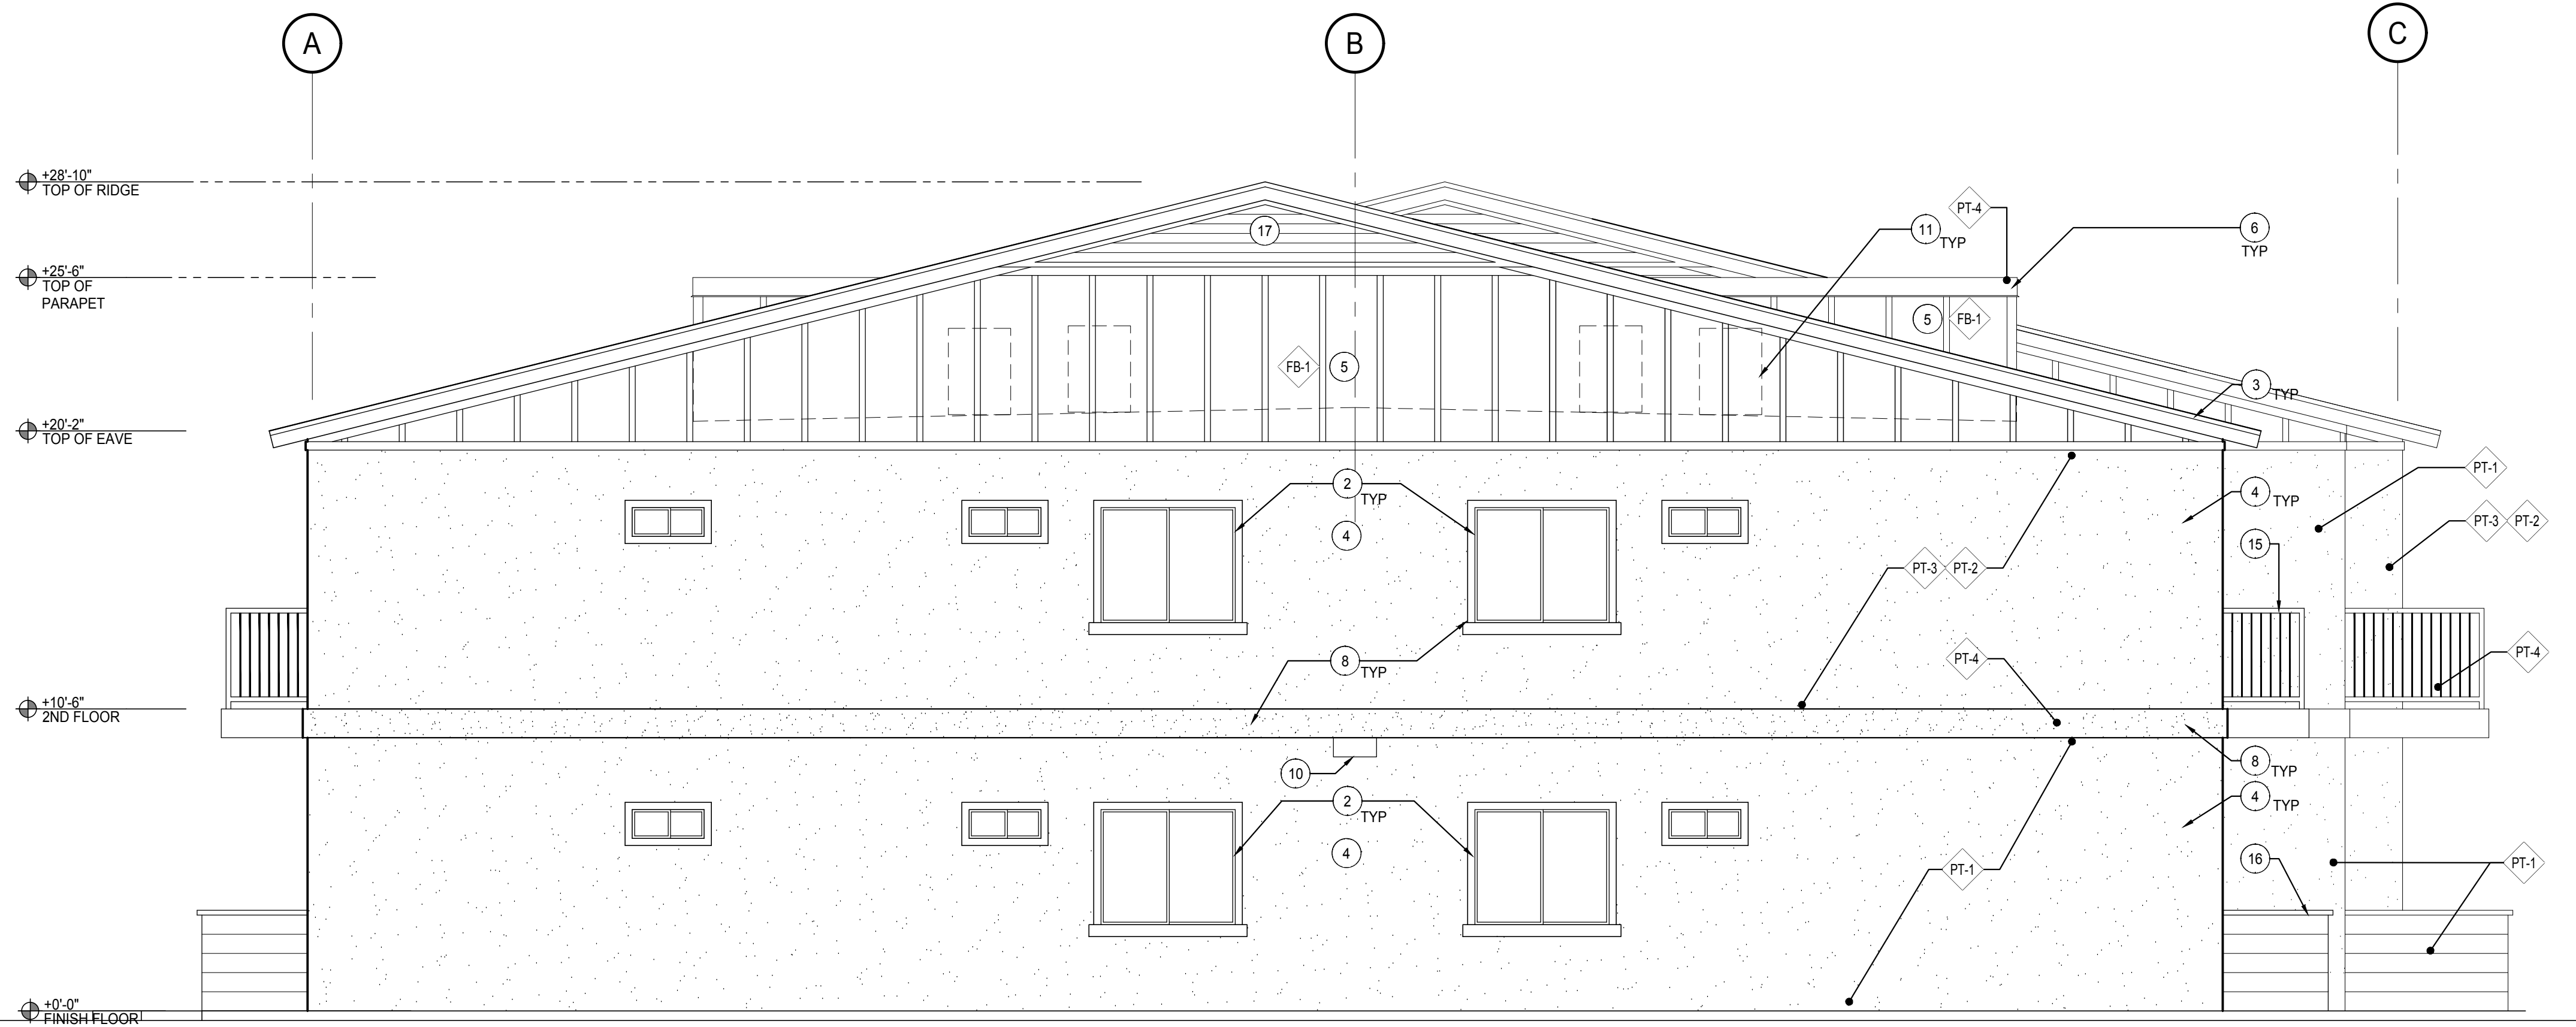 A
B
C
+28'-10"
TOP OF RIDGE
PT-4
17
11
TYP
6
TYP
+25'-6"
TOP OF
PARAPET
5
FB-1
FB-1
5
3
TYP
+20'-2"
TOP OF EAVE
PT-1
2
TYP
4
TYP
4
PT-3
PT-2
15
PT-3
PT-2
8
TYP
PT-4
PT-4
+10'-6"
2ND FLOOR
10
8
TYP
2
TYP
4
TYP
4
16
PT-1
PT-1
+0'-0"
FINISH FLOOR